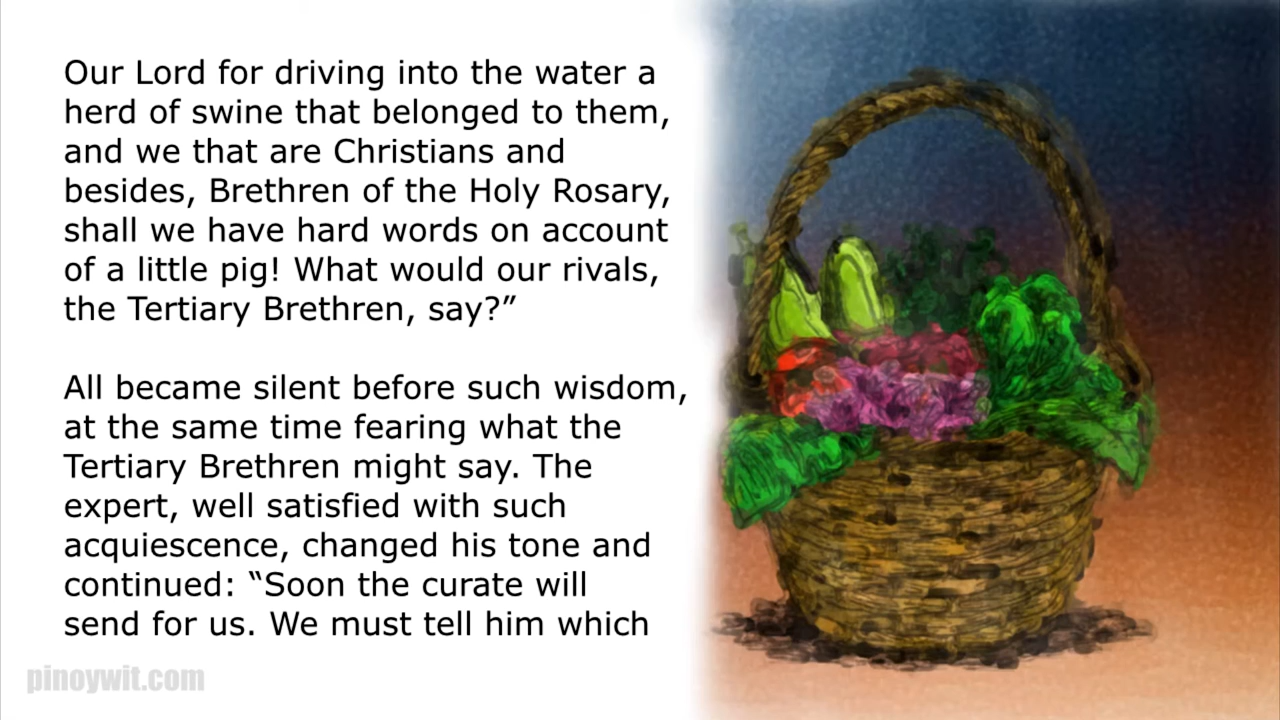 Our Lord for driving into the water a
herd of swine that belonged to them,
and we that are Christians and
besides, Brethren of the Holy Rosary,
shall we have hard words on account
of a little pig! What would our rivals,
the Tertiary Brethren, say?”
All became silent before such wisdom,
at the same time fearing what the
Tertiary Brethren might say. The
expert, well satisfied with such
acquiescence, changed his tone and
continued: “Soon the curate will
send for us. We must tell him which
pinoywit.com